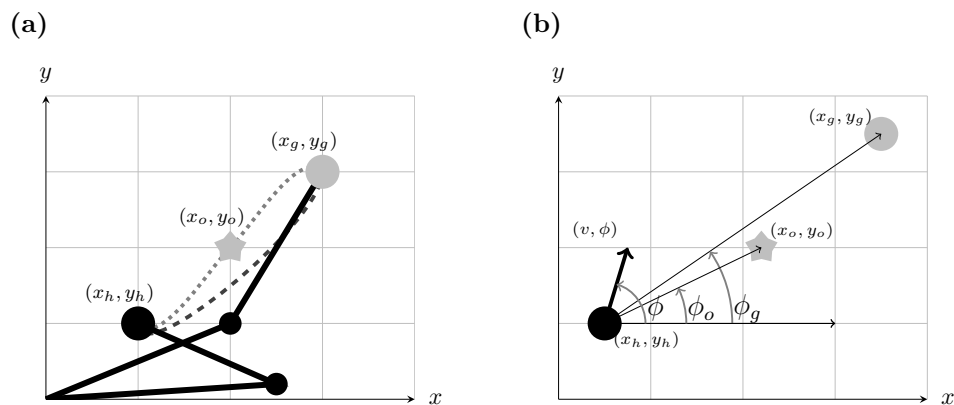 (a)
y
(x_g, y_g)
(x_o, y_o)
(x_h, y_h)
x
(b)
y
(x_g, y_g)
(v, ϕ)
(x_o, y_o)
ϕ
ϕ_o
ϕ_g
(x_h, y_h)
x